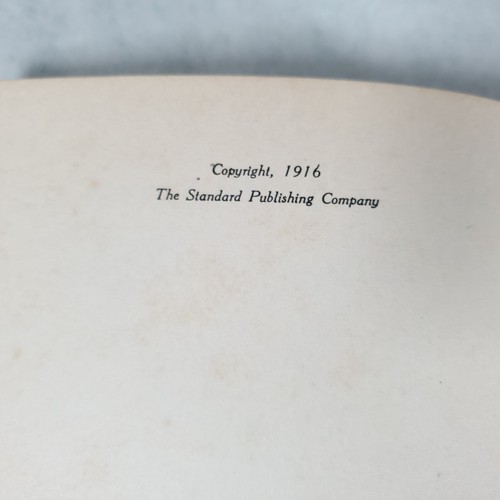 Copyright, 1916
The Standard Publishing Company